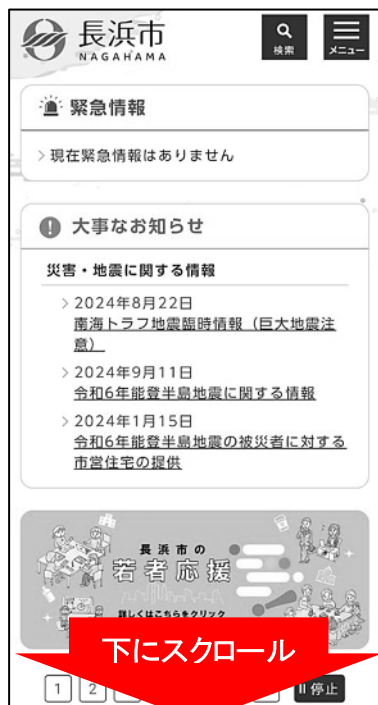 長浜市
NAGAHAMA
検索
メニュー
緊急情報
現在緊急情報はありません
大事なお知らせ
災害・地震に関する情報
2024年8月22日
南海トラフ地震臨時情報（巨大地震注
意）
2024年9月11日
令和6年能登半島地震に関する情報
2024年1月15日
令和6年能登半島地震の被災者に対する
市営住宅の提供
長浜市の
若者応援
詳しくはこちらをクリック
下にスクロール
1
2
停止